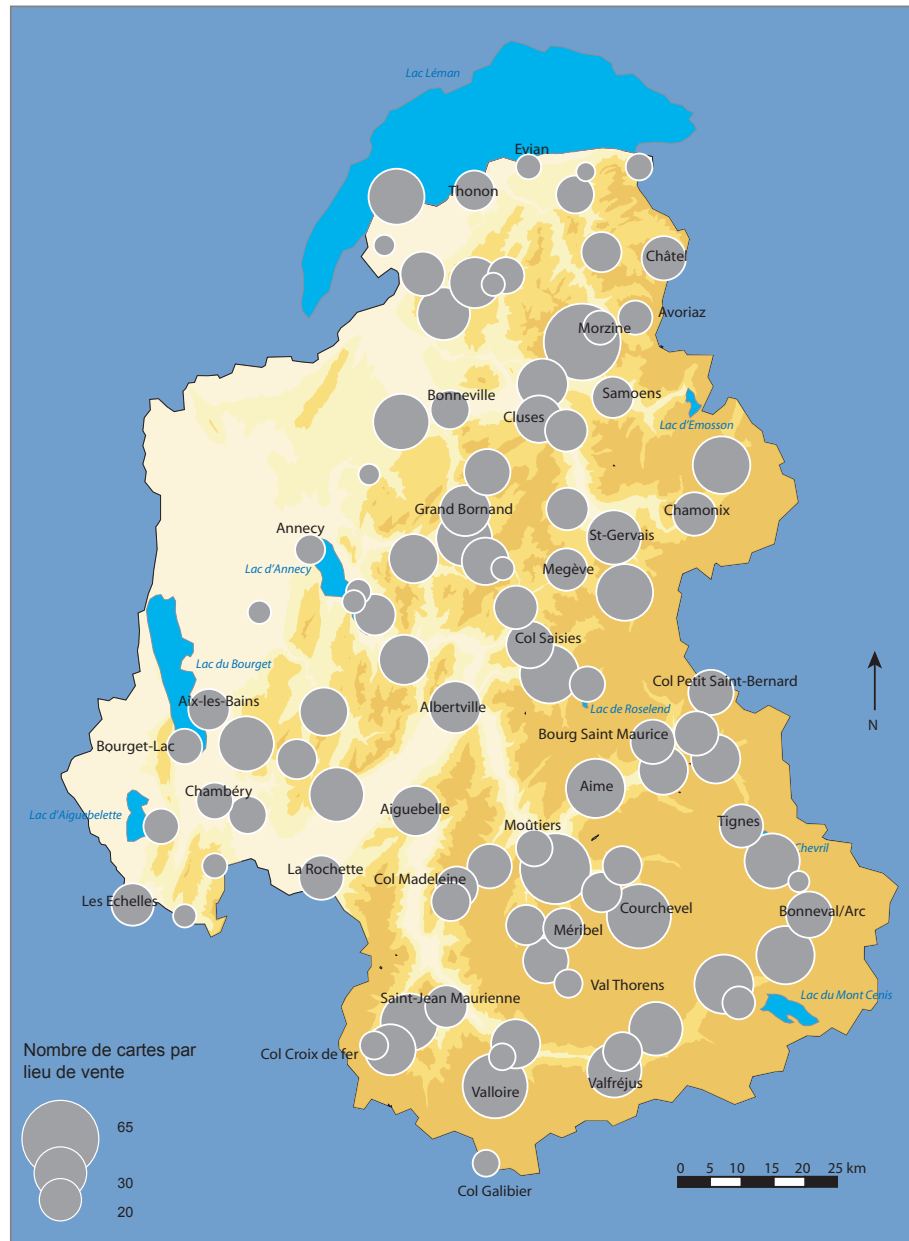 Lac Léman
Evian
Thonon
Châtel
Avoriaz
Morzine
Bonneville
Samoens
Cluses
Lac d'Emosson
Grand Bornand
Chamonix
Annecy
St-Gervais
Lac d'Annecy
Megève
Col Saisies
Lac du Bourget
Col Petit Saint-Bernard
N
Aix-les-Bains
Albertville
Lac de Roselend
Bourget-Lac
Bourg Saint Maurice
Aime
Chambéry
Lac d'Aiguebelette
Aiguebelle
Tignes
Moûtiers
Chevril
La Rochette
Col Madeleine
Les Echelles
Courchevel
Bonneval/Arc
Méribel
Val Thorens
Lac du Mont Cenis
Saint-Jean Maurienne
Col Croix de fer
Valloire
Valfréjus
Nombre de cartes par
lieu de vente
65
30
20
0 5 10 15 20 25 km
Col Galibier